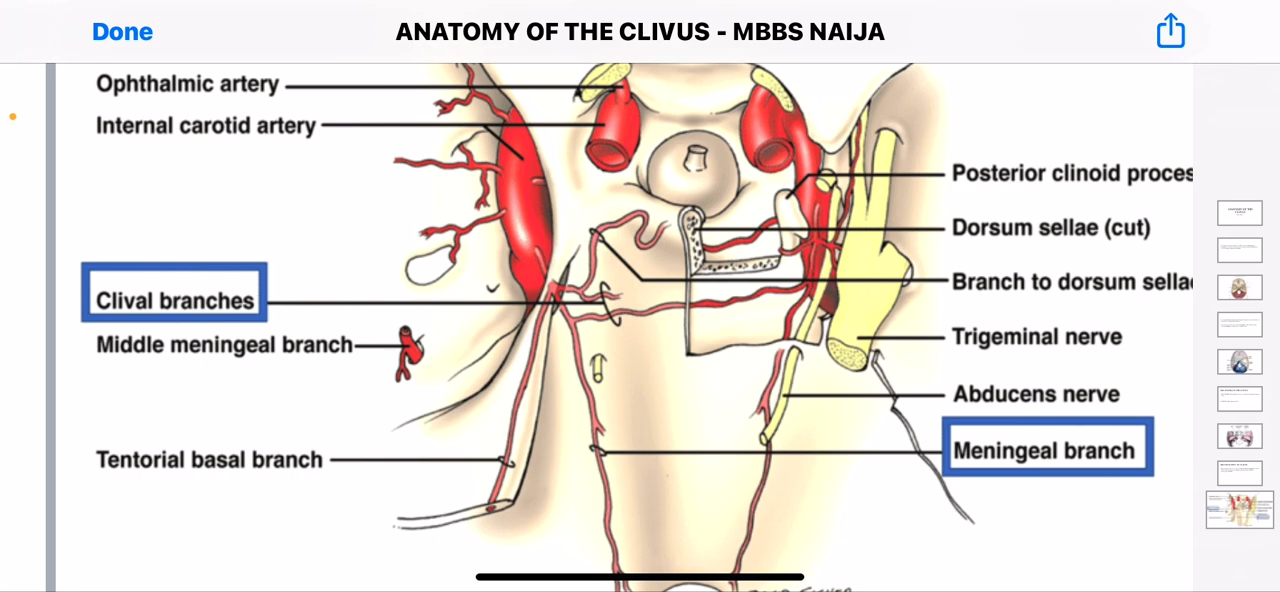 Done
ANATOMY OF THE CLIVUS - MBBS NAIJA
Ophthalmic artery
Internal carotid artery
Clival branches
Middle meningeal branch
Tentorial basal branch
Posterior clinoid proces
Dorsum sellae (cut)
Branch to dorsum sella
Trigeminal nerve
Abducens nerve
Meningeal branch